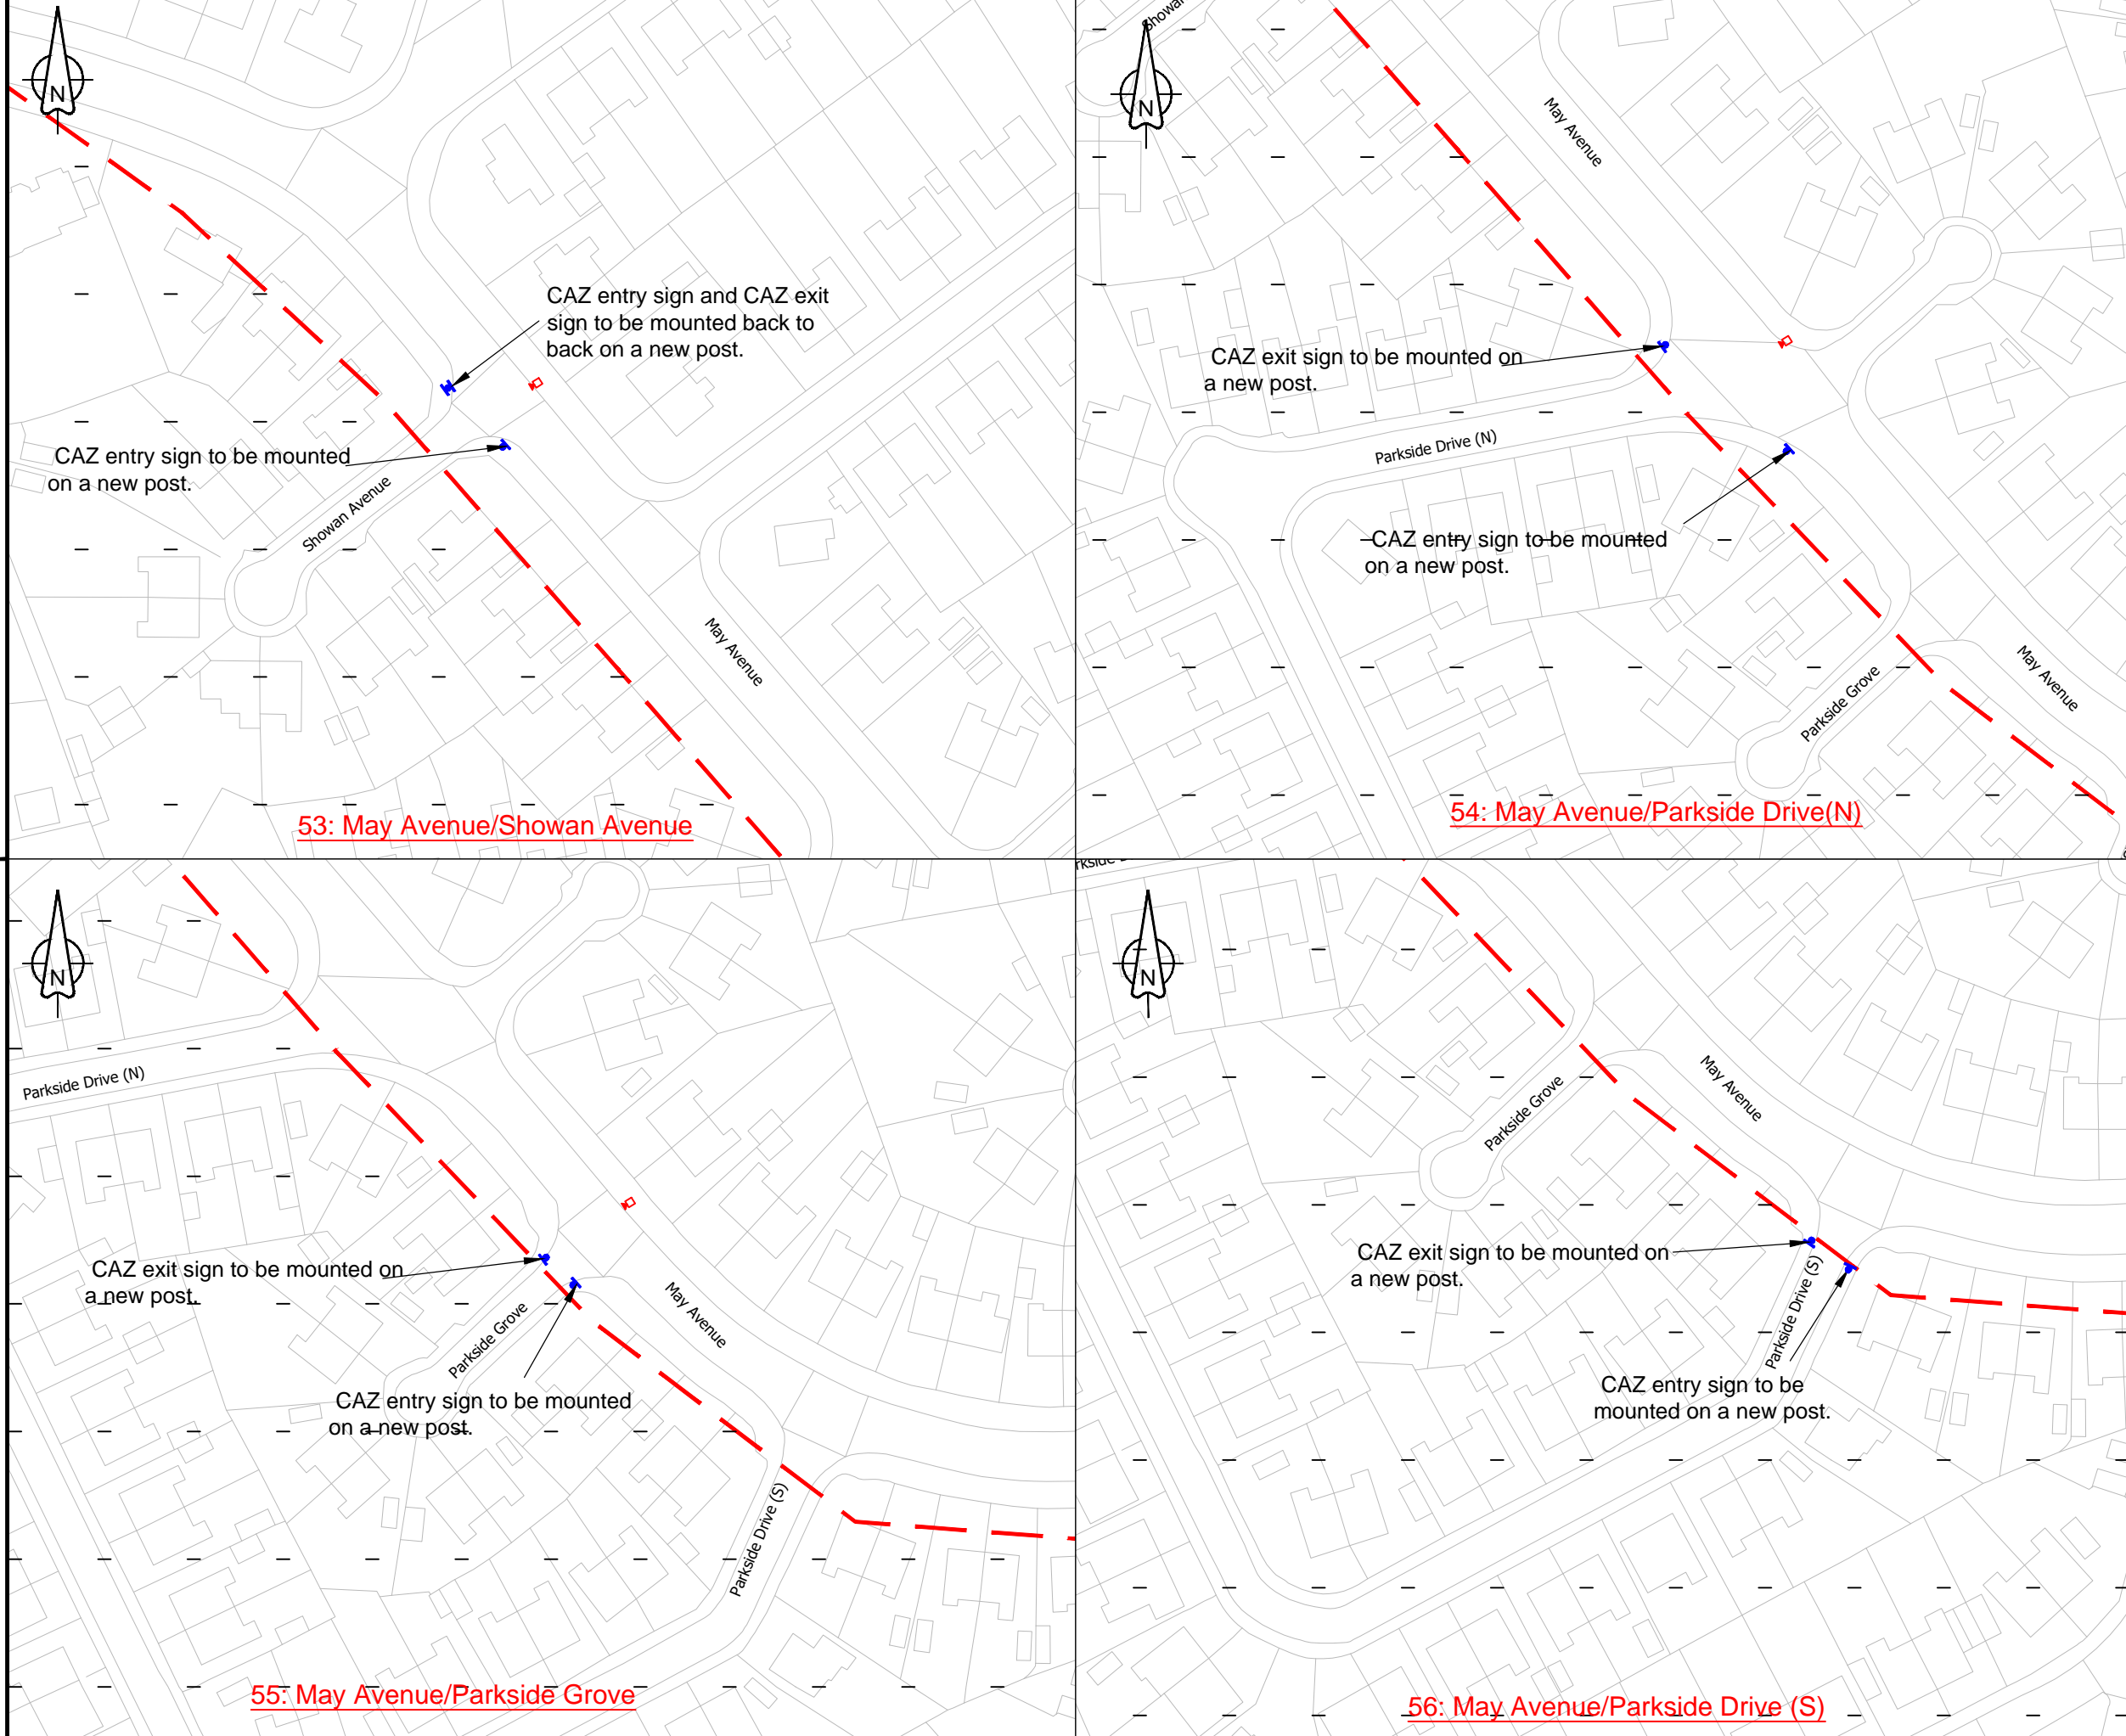 N
CAZ entry sign and CAZ exit
sign to be mounted back to
back on a new post.
CAZ entry sign to be mounted
on a new post.
Showan Avenue
May Avenue
53: May Avenue/Showan Avenue
N
May Avenue
CAZ exit sign to be mounted on
a new post.
Parkside Drive (N)
CAZ entry sign to be mounted
on a new post.
May Avenue
Parkside Grove
54: May Avenue/Parkside Drive(N)
N
Parkside Drive (N)
CAZ exit sign to be mounted on
a new post.
May Avenue
Parkside Grove
CAZ entry sign to be mounted
on a new post.
Parkside Drive (S)
55: May Avenue/Parkside Grove
N
May Avenue
Parkside Grove
CAZ exit sign to be mounted on
a new post.
Parkside Drive (S)
CAZ entry sign to be
mounted on a new post.
56: May Avenue/Parkside Drive (S)